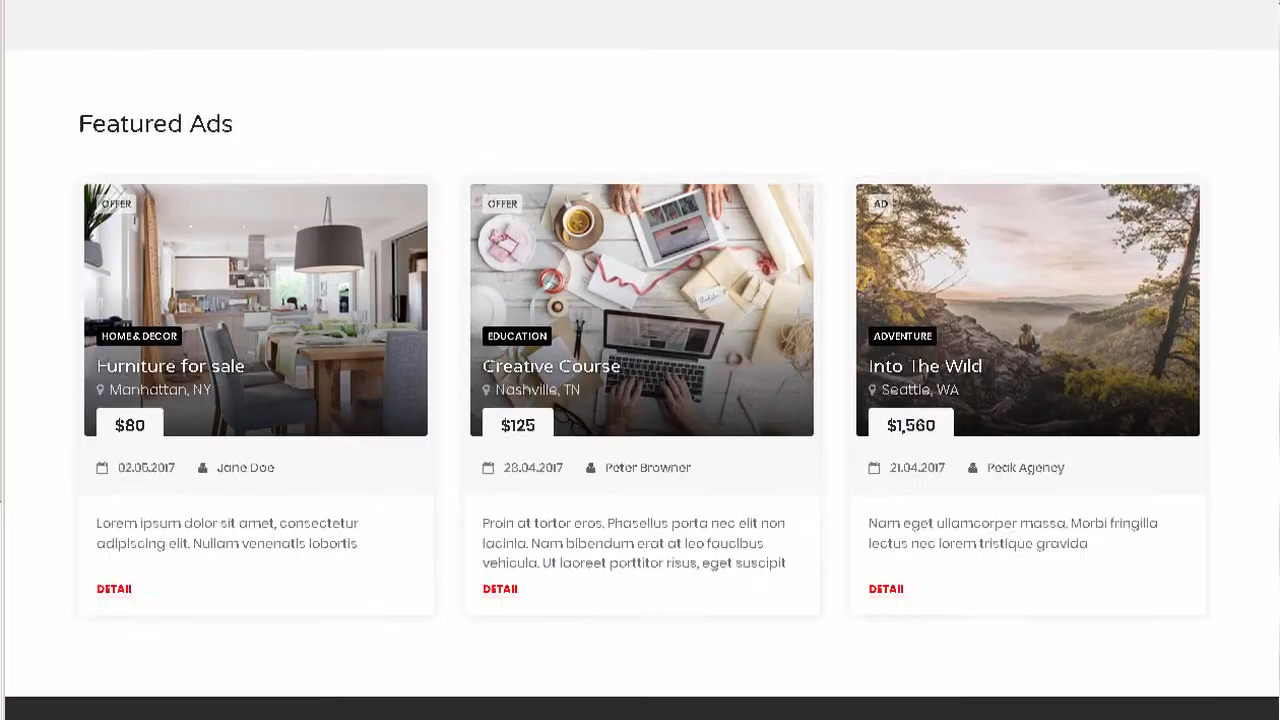 Featured Ads
OFFER
HOME & DECOR
Furniture for sale
Manhattan, NY
$80
02.05.2017 Jane Doe
Lorem ipsum dolor sit amet, consectetur
adipiscing elit. Nullam venenatis lobortis
DETAIL
OFFER
EDUCATION
Creative Course
Nashville, TN
$125
28.04.2017 Peter Browner
Proin at tortor eros. Phasellus porta nec elit non
lacinia. Nam bibendum erat at leo faucibus
vehicula. Ut laoreet porttitor risus, eget suscipit
DETAIL
AD
ADVENTURE
Into The Wild
Seattle, WA
$1,560
21.04.2017 Peak Agency
Nam eget ullamcorper massa. Morbi fringilla
lectus nec lorem tristique gravida
DETAIL